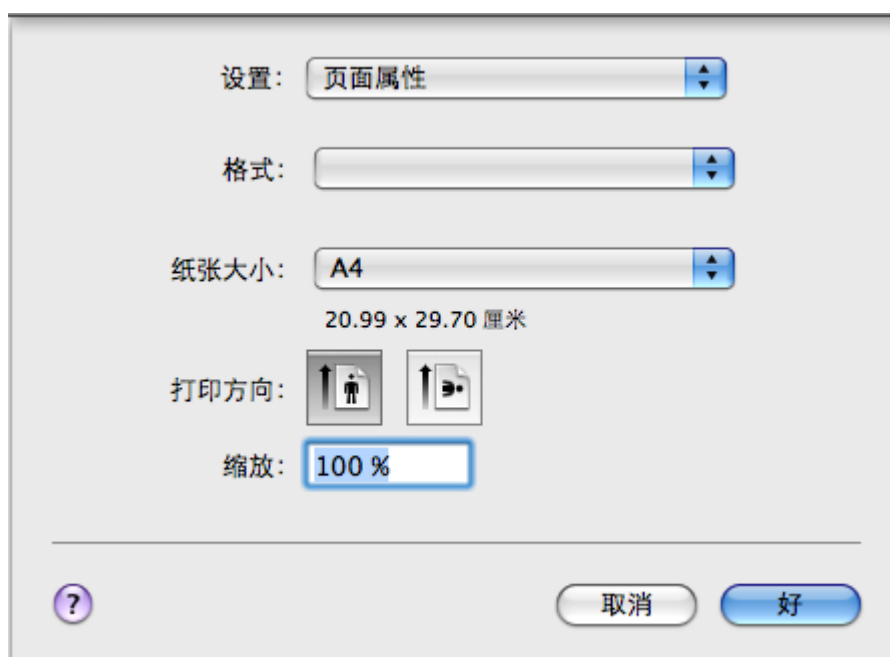 设置： 页面属性
格式：
纸张大小： A4
20.99 x 29.70 厘米
打印方向：
缩放： 100 %
? 取消 好